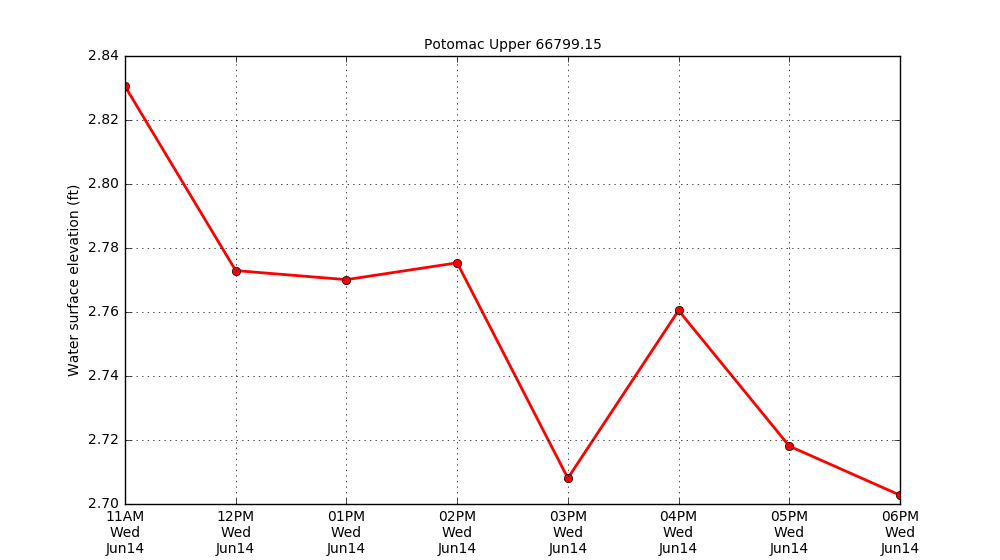 Potomac Upper 66799.15
Water surface elevation (ft)
2.84
2.82
2.80
2.78
2.76
2.74
2.72
2.70
11AM 12PM 01PM 02PM 03PM 04PM 05PM 06PM
Wed Wed Wed Wed Wed Wed Wed Wed
Jun14 Jun14 Jun14 Jun14 Jun14 Jun14 Jun14 Jun14